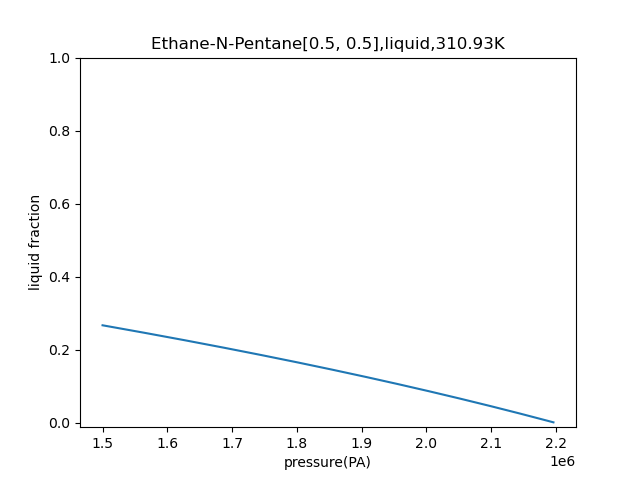 Ethane-N-Pentane[0.5, 0.5],liquid,310.93K
1.0
0.8
0.6
0.4
0.2
0.0
liquid fraction
1.5 1.6 1.7 1.8 1.9 2.0 2.1 2.2
1e6
pressure(PA)